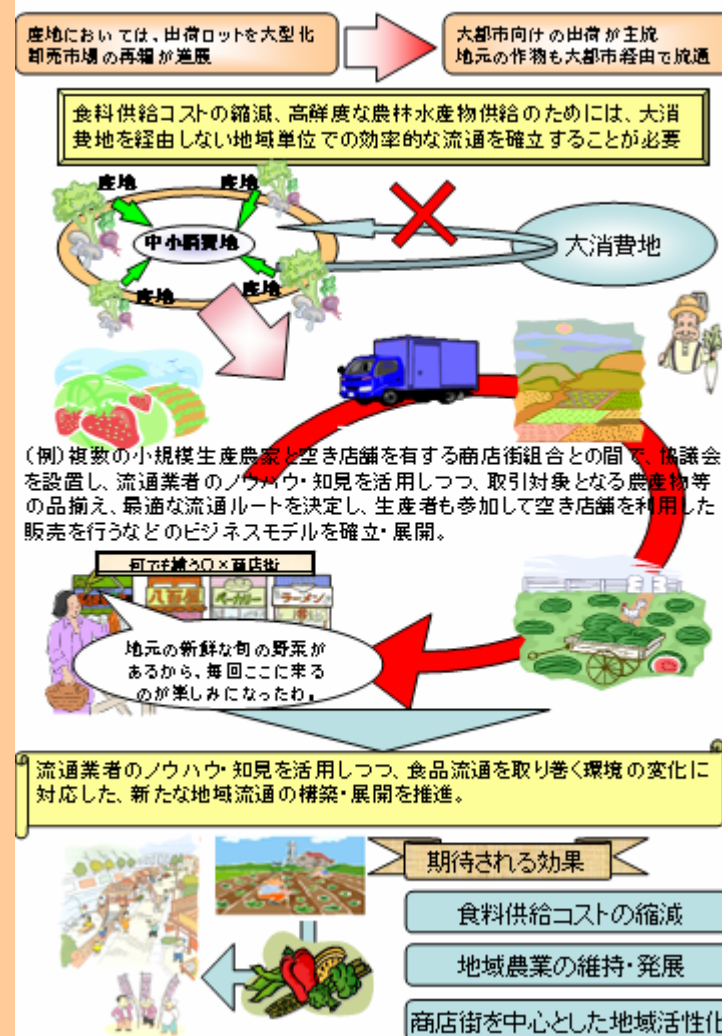 産地においては、出荷ロットを大型化
卸売市場の再編が進展
大都市向けの出荷が主流
地元の作物も大都市経由で流通
食料供給コストの縮減、高鮮度な農林水産物供給のためには、大消
費地を経由しない地域単位での効率的な流通を確立することが必要
産地
産地
中小消費地
産地
産地
大消費地
(例)複数の小規模生産農家と空き店舗を有する商店街組合との間で、協議会
を設置し、流通業者のノウハウ・知見を活用しつつ、取引対象となる農産物等
の品揃え、最適な流通ルートを決定し、生産者も参加して空き店舗を利用した
販売を行うなどのビジネスモデルを確立・展開。
何でも揃う〇×商店街
八百屋
ベーカリー
ラーメン
地元の新鮮な旬の野菜が
あるから、毎回ここに来る
のが楽しみになったわ。
流通業者のノウハウ・知見を活用しつつ、食品流通を取り巻く環境の変化に
対応した、新たな地域流通の構築・展開を推進。
期待される効果
食料供給コストの縮減
地域農業の維持・発展
商店街を中心とした地域活性化